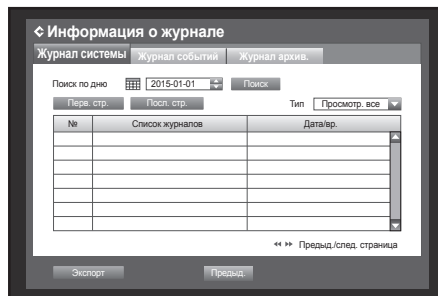 Информация о журнале
Журнал системы Журнал событий Журнал архив.
Поиск по дню 2015-01-01 Поиск
Перв. стр. Посл. стр. Тип Просмотр. все
№ Список журналов Дата/вр.
Предыд./след. страница
Экспорт Предыд.